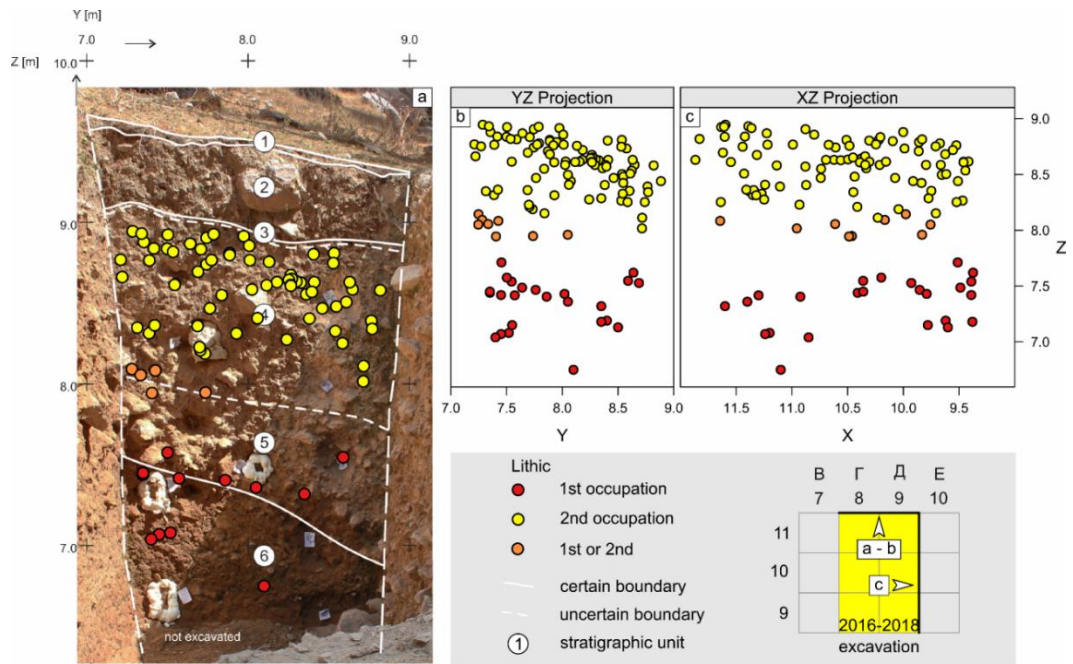 Y [m]
7.0 8.0 9.0
Z [m]
10.0
a
1
2
9.0
3
4
8.0
5
7.0
6
not excavated
YZ Projection
XZ Projection
b
c
9.0
8.5
8.0
7.5
7.0
Z
7.0 7.5 8.0 8.5 9.0
11.5 11.0 10.5 10.0 9.5
Y
X
Lithic
1st occupation
2nd occupation
1st or 2nd
certain boundary
uncertain boundary
1 stratigraphic unit
В Г Д Е
7 8 9 10
11
a - b
10
c
9
2016-2018
excavation